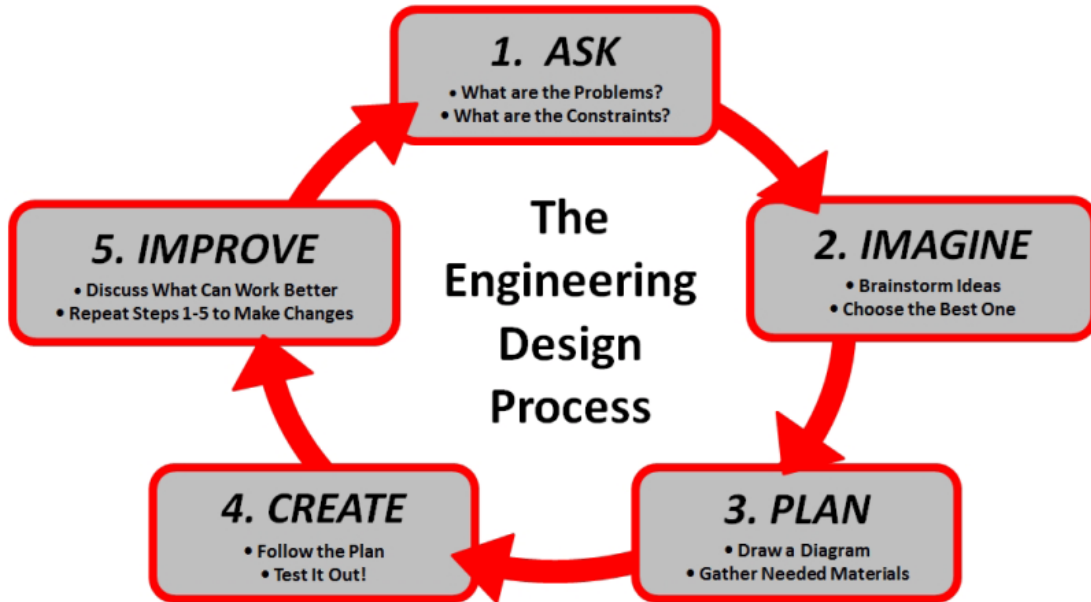 1. ASK
• What are the Problems?
• What are the Constraints?
The
Engineering
Design
Process
2. IMAGINE
• Brainstorm Ideas
• Choose the Best One
3. PLAN
• Draw a Diagram
• Gather Needed Materials
4. CREATE
• Follow the Plan
• Test It Out!
5. IMPROVE
• Discuss What Can Work Better
• Repeat Steps 1-5 to Make Changes